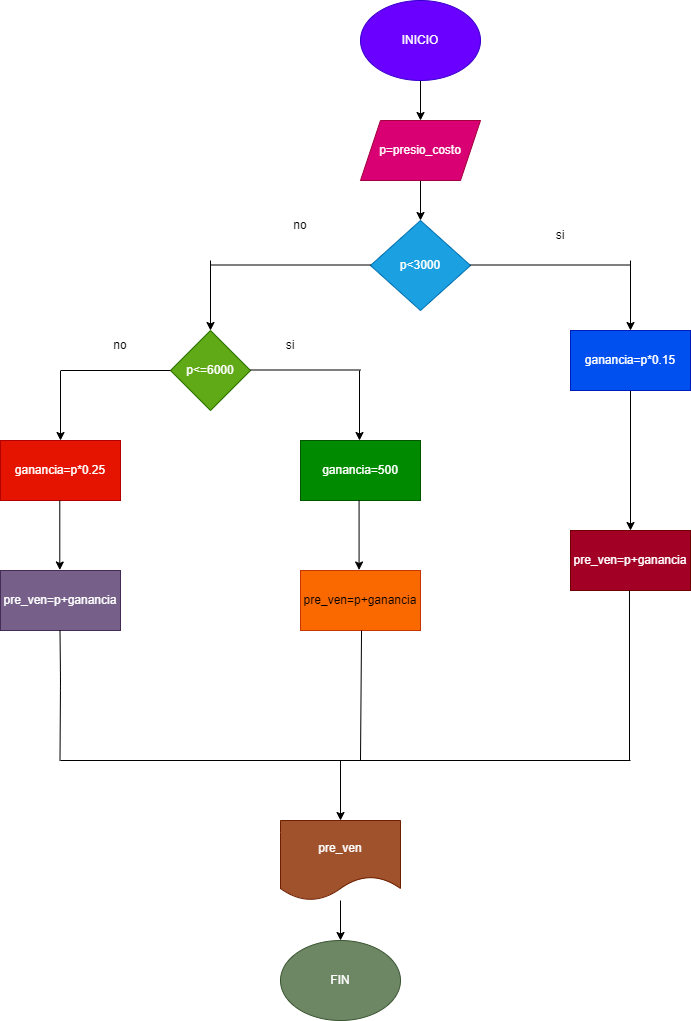 INICIO
p=presio_costo
no
si
p<3000
no
si
p<=6000
ganancia=p*0.15
ganancia=p*0.25
ganancia=500
pre_ven=p+ganancia
pre_ven=p+ganancia
pre_ven=p+ganancia
pre_ven
FIN